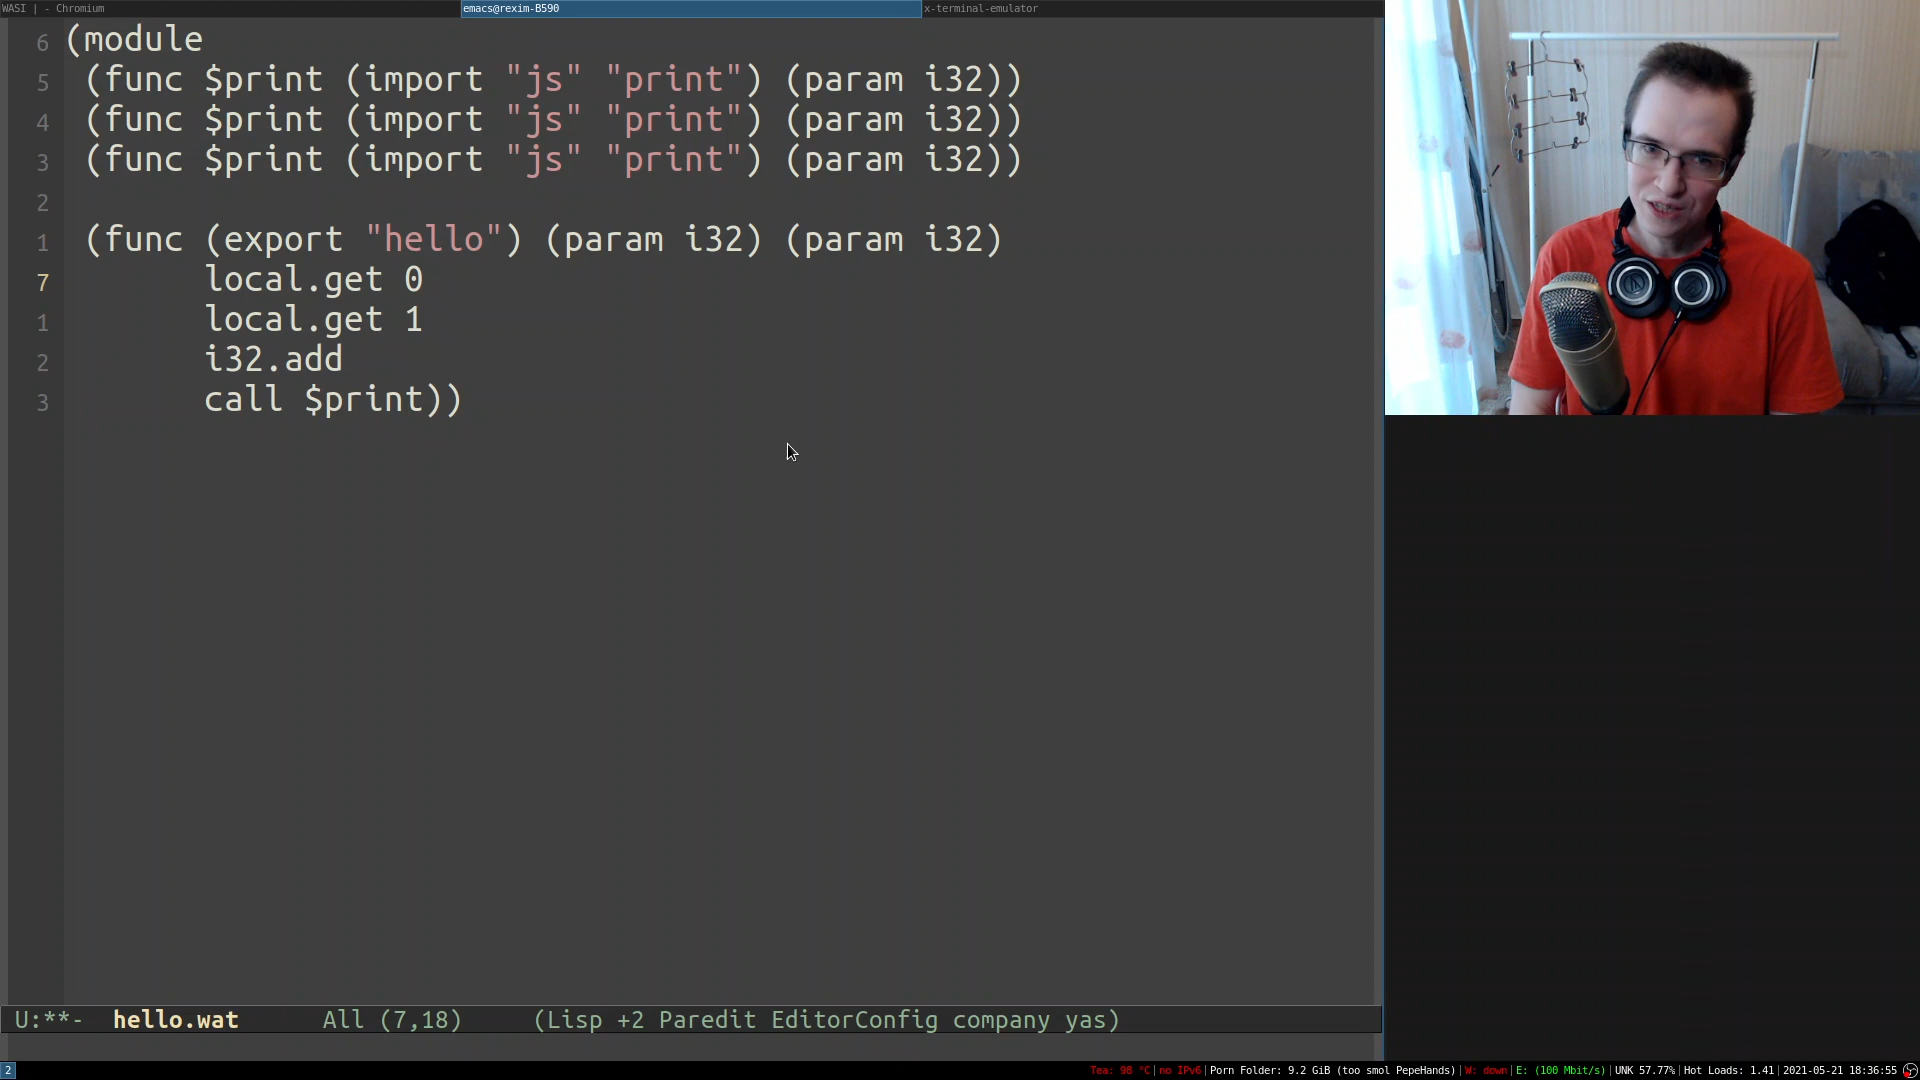 WASI | - Chromium
emacs@rexim-B590
x-terminal-emulator
6 (module
5 (func $print (import "js" "print") (param i32))
4 (func $print (import "js" "print") (param i32))
3 (func $print (import "js" "print") (param i32))
2
1 (func (export "hello") (param i32) (param i32)
7 local.get 0
1 local.get 1
2 i32.add
3 call $print))
U:**- hello.wat All (7,18) (Lisp +2 Paredit EditorConfig company yas)
2
Tea: 98 °C|no IPv6|Porn Folder: 9.2 GiB (too smol PepeHands)|W: down|E: (100 Mbit/s)|UNK 57.77%|Hot Loads: 1.41|2021-05-21 18:36:55